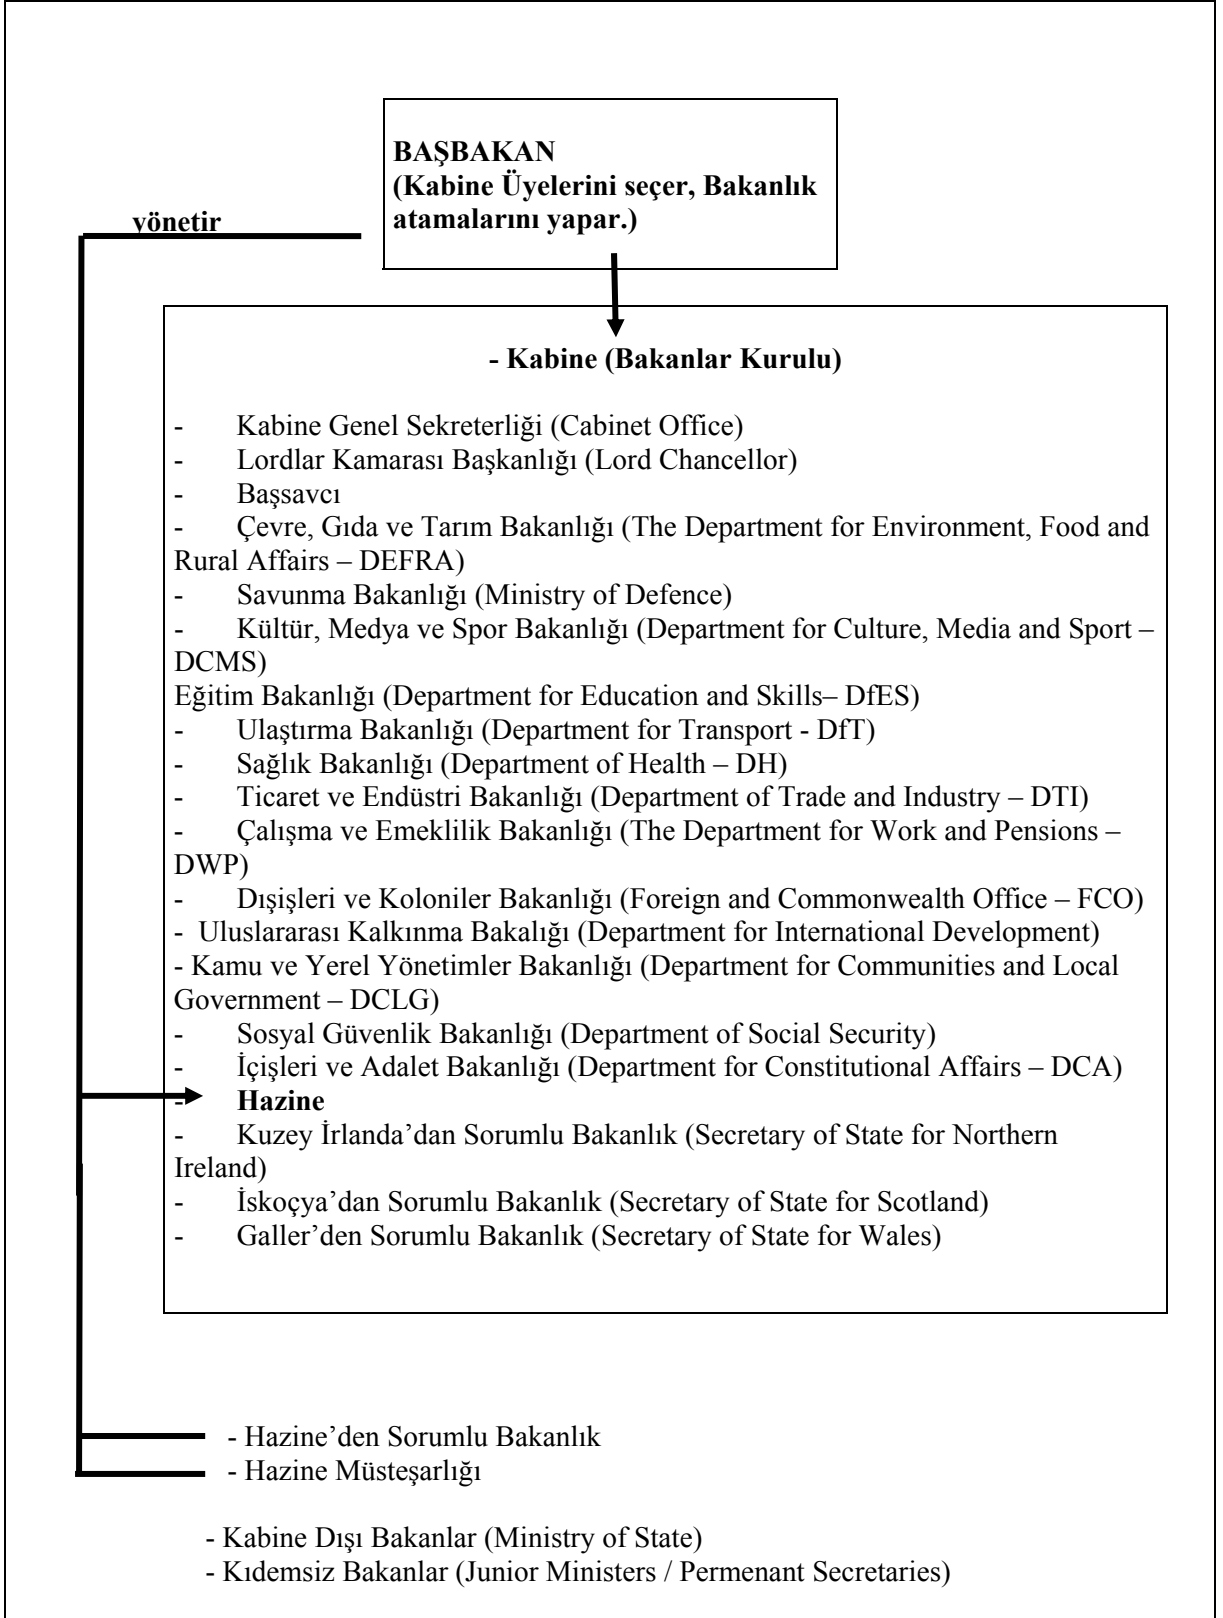 BAŞBAKAN
(Kabine Üyelerini seçer, Bakanlık
atamalarını yapar.)
yönetir
- Kabine (Bakanlar Kurulu)
- Kabine Genel Sekreterliği (Cabinet Office)
- Lordlar Kamarası Başkanlığı (Lord Chancellor)
- Başsavcı
- Çevre, Gıda ve Tarım Bakanlığı (The Department for Environment, Food and
Rural Affairs – DEFRA)
- Savunma Bakanlığı (Ministry of Defence)
- Kültür, Medya ve Spor Bakanlığı (Department for Culture, Media and Sport –
DCMS)
Eğitim Bakanlığı (Department for Education and Skills– DfES)
- Ulaştırma Bakanlığı (Department for Transport - DfT)
- Sağlık Bakanlığı (Department of Health – DH)
- Ticaret ve Endüstri Bakanlığı (Department of Trade and Industry – DTI)
- Çalışma ve Emeklilik Bakanlığı (The Department for Work and Pensions –
DWP)
- Dışişleri ve Koloniler Bakanlığı (Foreign and Commonwealth Office – FCO)
- Uluslararası Kalkınma Bakalığı (Department for International Development)
- Kamu ve Yerel Yönetimler Bakanlığı (Department for Communities and Local
Government – DCLG)
- Sosyal Güvenlik Bakanlığı (Department of Social Security)
- İçişleri ve Adalet Bakanlığı (Department for Constitutional Affairs – DCA)
- Hazine
- Kuzey İrlanda’dan Sorumlu Bakanlık (Secretary of State for Northern
Ireland)
- İskoçya’dan Sorumlu Bakanlık (Secretary of State for Scotland)
- Galler’den Sorumlu Bakanlık (Secretary of State for Wales)
- Hazine’den Sorumlu Bakanlık
- Hazine Müsteşarlığı
- Kabine Dışı Bakanlar (Ministry of State)
- Kıdemsiz Bakanlar (Junior Ministers / Permenant Secretaries)